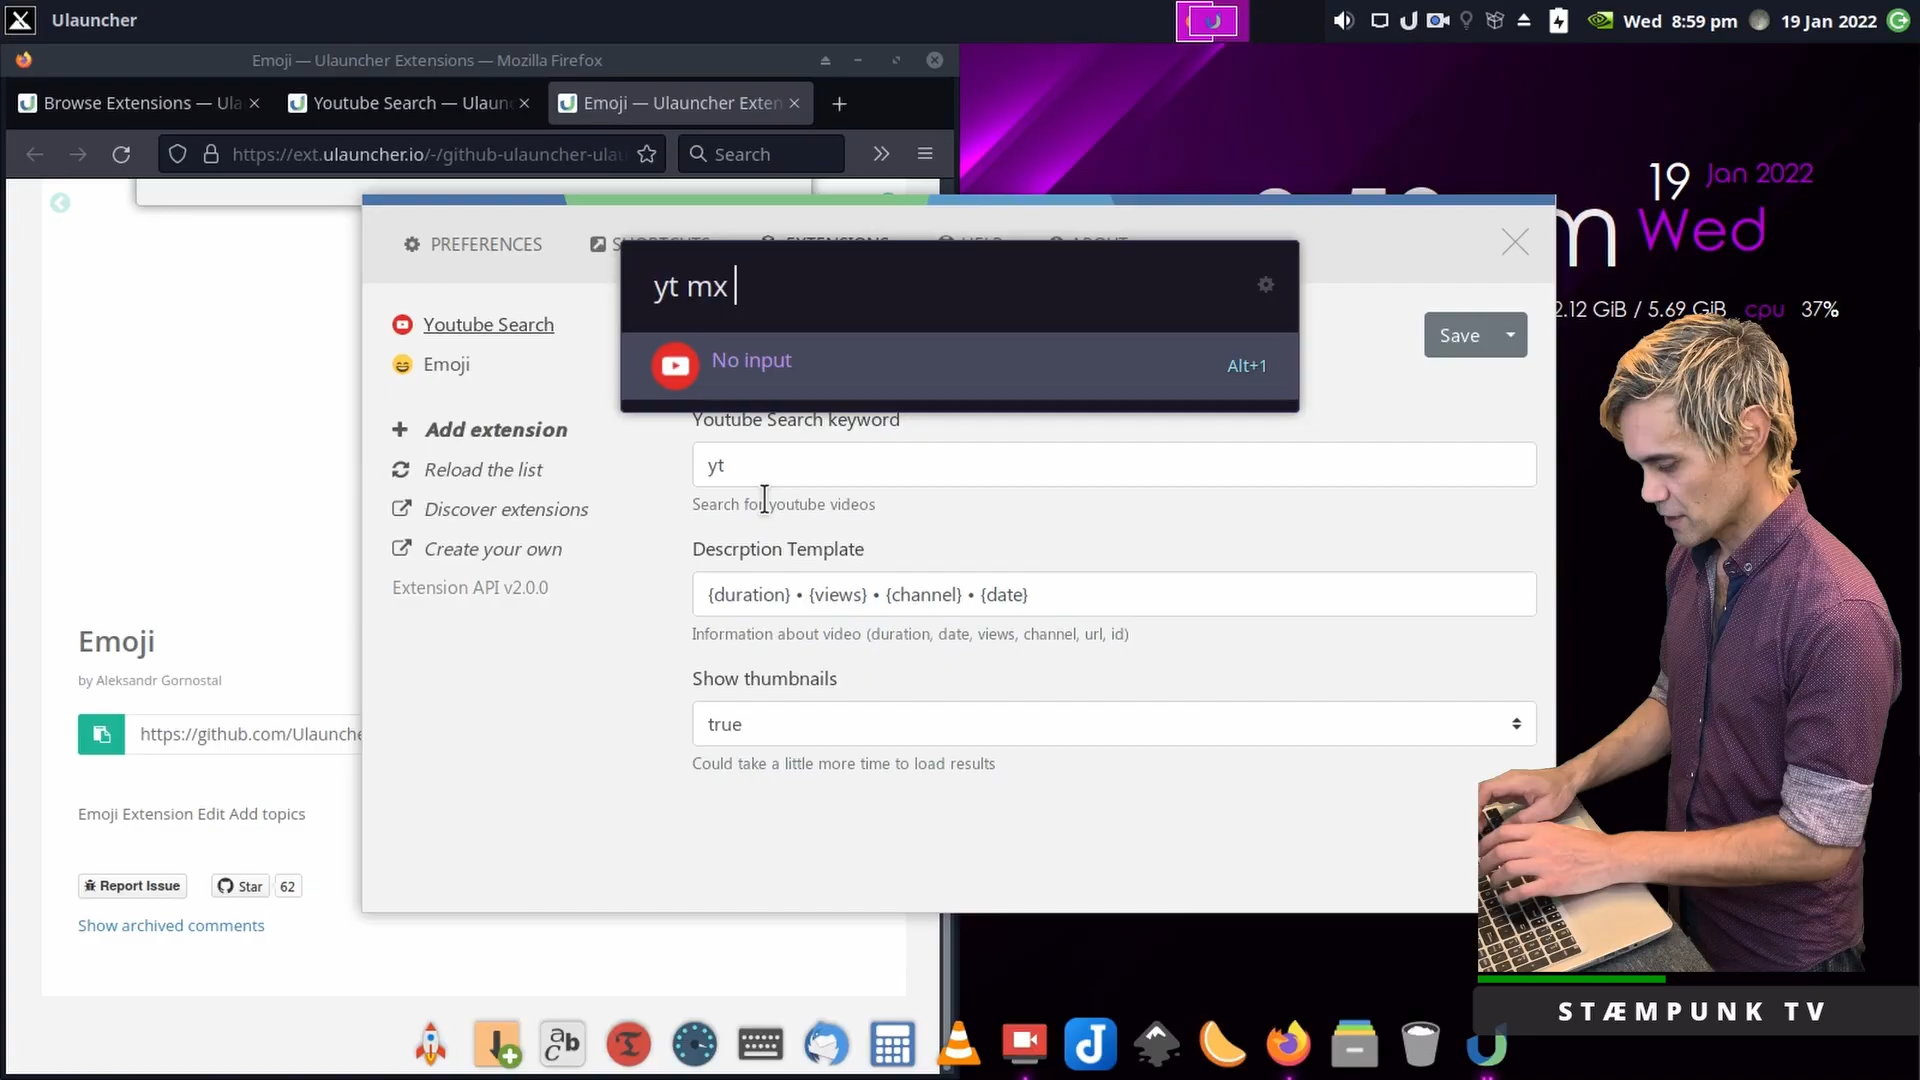 Ulauncher
Wed 8:59 pm 19 Jan 2022
Emoji — Ulauncher Extensions — Mozilla Firefox
Browse Extensions — Ula
Youtube Search — Ulaunc
Emoji — Ulauncher Exten
https://ext.ulauncher.io/-/github-ulauncher-ulau
Search
19 Jan 2022
Wed
m
2.12 GiB / 5.69 GiB cpu 37%
PREFERENCES
SHORTCUTS
EXTENSIONS
HELP
ABOUT
yt mx
No input
Alt+1
Youtube Search
Emoji
Save
Add extension
Reload the list
Discover extensions
Create your own
Extension API v2.0.0
Youtube Search keyword
yt
Search for youtube videos
Descrption Template
{duration} • {views} • {channel} • {date}
Information about video (duration, date, views, channel, url, id)
Show thumbnails
true
Could take a little more time to load results
Emoji
by Aleksandr Gornostal
https://github.com/Ulaunche
Emoji Extension Edit Add topics
Report Issue
Star
62
Show archived comments
STÆMPUNK TV